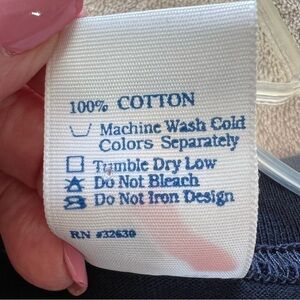 100% COTTON
Machine Wash Cold
Colors Separately
Tumble Dry Low
Do Not Bleach
Do Not Iron Design
RN #32630